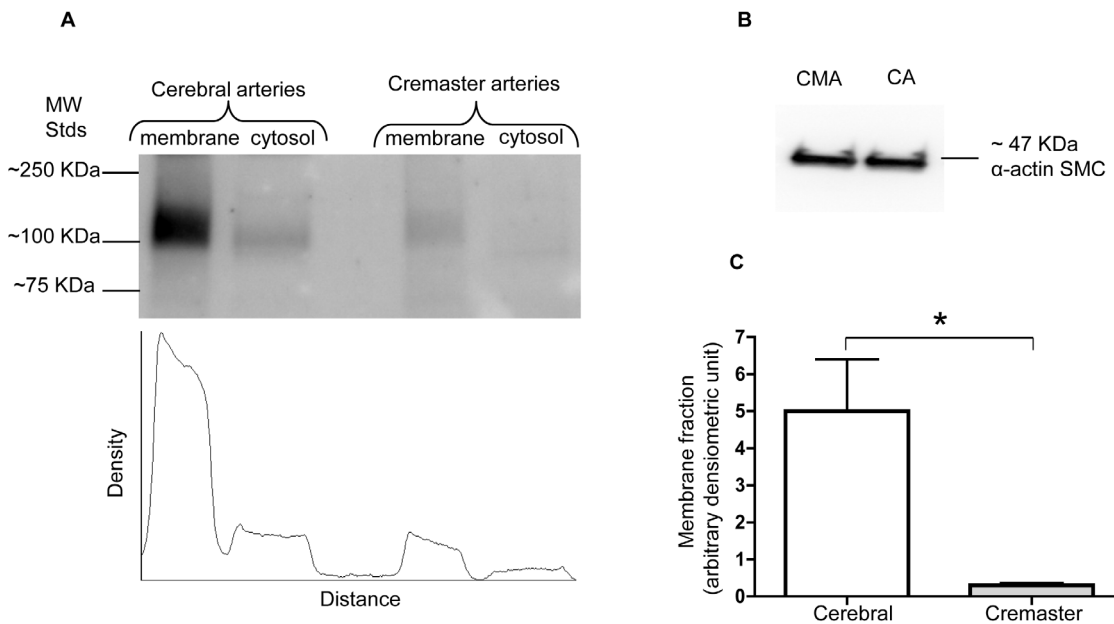 A
Cerebral arteries
Cremaster arteries
MW
Stds
membrane cytosol
membrane cytosol
~250 KDa
~100 KDa
~75 KDa
Density
Distance
B
CMA CA
~ 47 KDa
α-actin SMC
C
*
Membrane fraction
(arbitrary densiometric unit)
7
6
5
4
3
2
1
0
Cerebral Cremaster